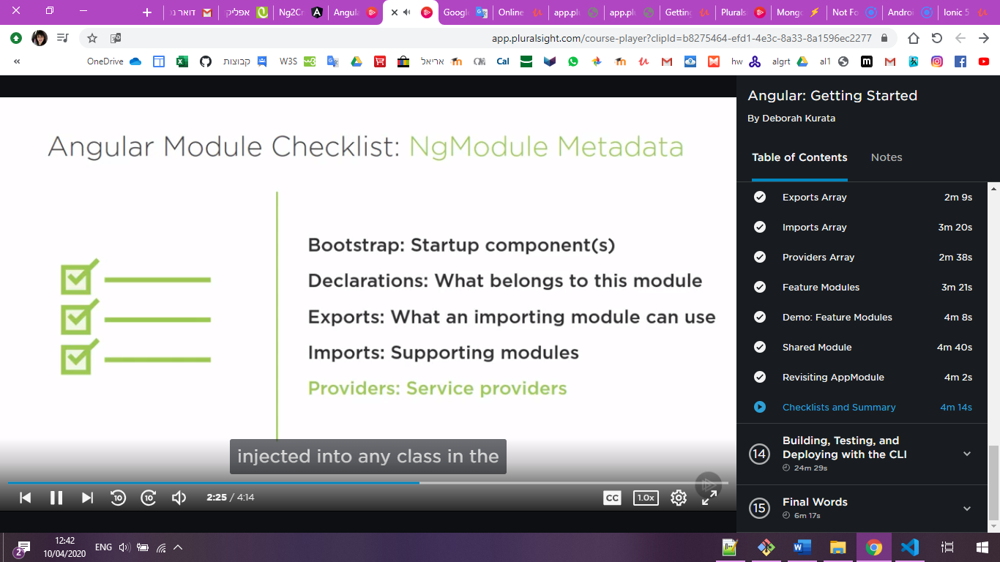 דואר נכ
אפליק
Ng2Cr
Angula
Googl
Online
app.plu
app.plu
Getting
Plurals
Mong
Not Fo
Androi
Ionic 5
app.pluralsight.com/course-player?clipId=b8275464-efd1-4e3c-8a33-8a1596ec2277
« OneDrive קבוצות W3S אריאל Cal hw algrt al1
Angular Module Checklist: NgModule Metadata
Bootstrap: Startup component(s)
Declarations: What belongs to this module
Exports: What an importing module can use
Imports: Supporting modules
Providers: Service providers
injected into any class in the
10 10 2:25 / 4:14 CC 1.0x
Angular: Getting Started
By Deborah Kurata
Table of Contents Notes
Exports Array 2m 9s
Imports Array 3m 20s
Providers Array 2m 38s
Feature Modules 3m 21s
Demo: Feature Modules 4m 8s
Shared Module 4m 40s
Revisiting AppModule 4m 2s
Checklists and Summary 4m 14s
14 Building, Testing, and
Deploying with the CLI
24m 29s
15 Final Words
6m 17s
2 12:42 ENG
10/04/2020